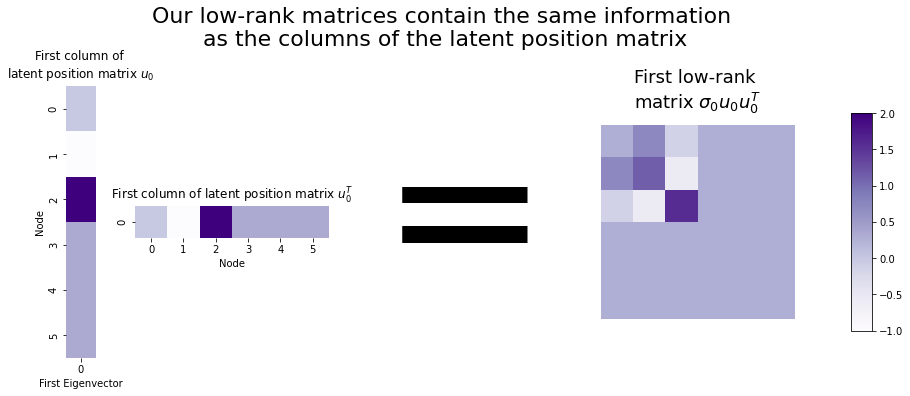 Our low-rank matrices contain the same information
as the columns of the latent position matrix
First column of
latent position matrix u₀
0
1
2
3
4
5
Node
0
First Eigenvector
First column of latent position matrix u₀ᵀ
0
0 1 2 3 4 5
Node
=
First low-rank
matrix σ₀u₀u₀ᵀ
2.0
1.5
1.0
0.5
0.0
−0.5
−1.0